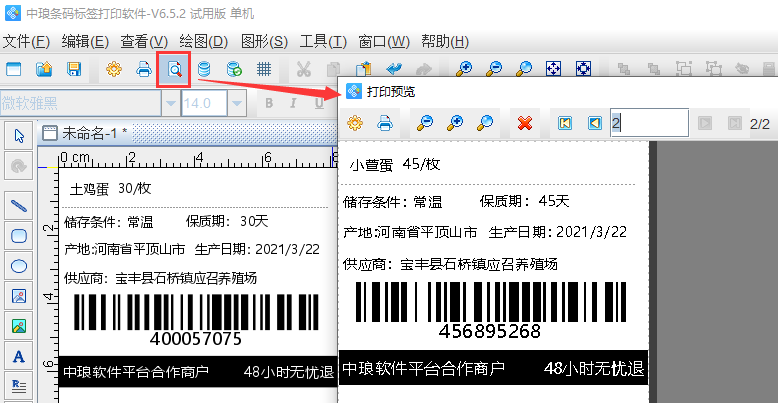 中琅条码标签打印软件-V6.5.2 试用版 单机
文件(F) 编辑(E) 查看(V) 绘图(D) 图形(S) 工具(T) 窗口(W) 帮助(H)
微软雅黑 14.0 B I U
打印预览
2 2/2
未命名-1 *
0 cm 2 4 6 8
2
4
6
A
R
土鸡蛋 30/枚
储存条件：常温 保质期： 30天
产地:河南省平顶山市 生产日期: 2021/3/22
供应商： 宝丰县石桥镇应召养殖场
400057075
中琅软件平台合作商户 48小时无忧退
小萱蛋 45/枚
储存条件：常温 保质期： 45天
产地:河南省平顶山市 生产日期: 2021/3/22
供应商： 宝丰县石桥镇应召养殖场
456895268
中琅软件平台合作商户 48小时无忧退